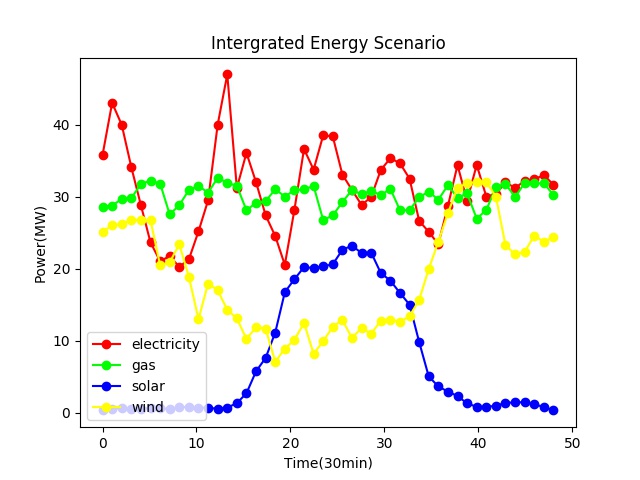 Intergrated Energy Scenario
Power(MW)
40
30
20
10
0
electricity
gas
solar
wind
0 10 20 30 40 50
Time(30min)